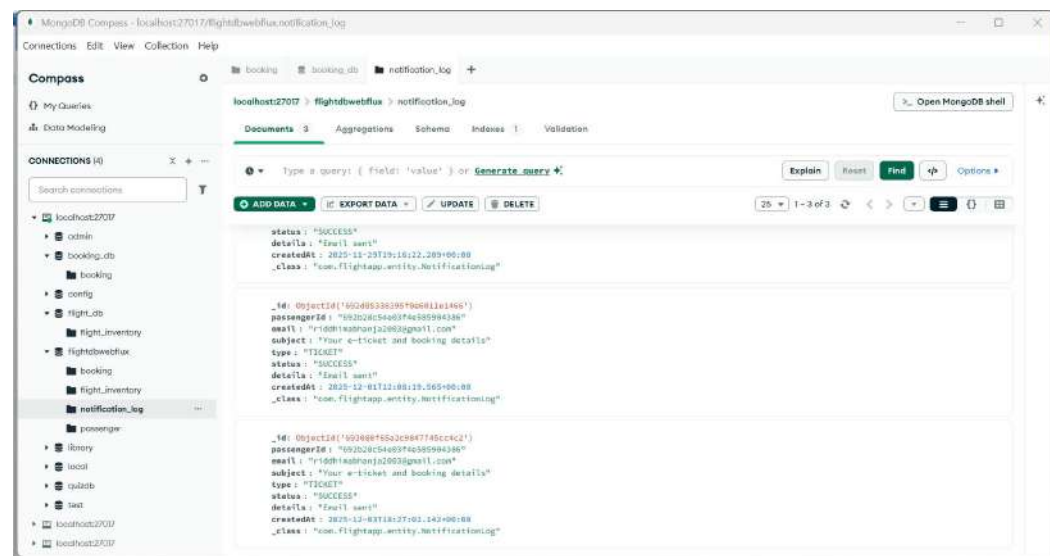 MongoDB Compass - localhost:27017/flightdbwebflux.notification_log
Connections Edit View Collection Help
Compass
booking booking_db notification_log +
My Queries
Data Modeling
localhost:27017 > flightdbwebflux > notification_log
Open MongoDB shell
Documents 3 Aggregations Schema Indexes 1 Validation
CONNECTIONS (4)
Search connections
Type a query: { field: 'value' } or Generate query
Explain Reset Find </> Options
ADD DATA EXPORT DATA UPDATE DELETE
25 1-3 of 3
localhost:27017
admin
booking_db
booking
config
flight_db
flight_inventory
flightdbwebflux
booking
flight_inventory
notification_log
passenger
library
local
quizdb
test
localhost:27017
localhost:27017
status : "SUCCESS"
details : "Email sent"
createdAt : 2025-11-29T19:16:22.209+00:00
_class : "com.flightapp.entity.NotificationLog"
_id: ObjectId(
passengerId :
email : "riddhimabhanja2003@gmail.com"
subject : "Your e-ticket and booking details"
type : "TICKET"
status : "SUCCESS"
details : "Email sent"
createdAt : 2025-12-01T12:08:19.565+00:00
_class : "com.flightapp.entity.NotificationLog"
_id: ObjectId(
passengerId :
email : "riddhimabhanja2003@gmail.com"
subject : "Your e-ticket and booking details"
type : "TICKET"
status : "SUCCESS"
details : "Email sent"
createdAt : 2025-12-03T18:27:03.142+00:00
_class : "com.flightapp.entity.NotificationLog"